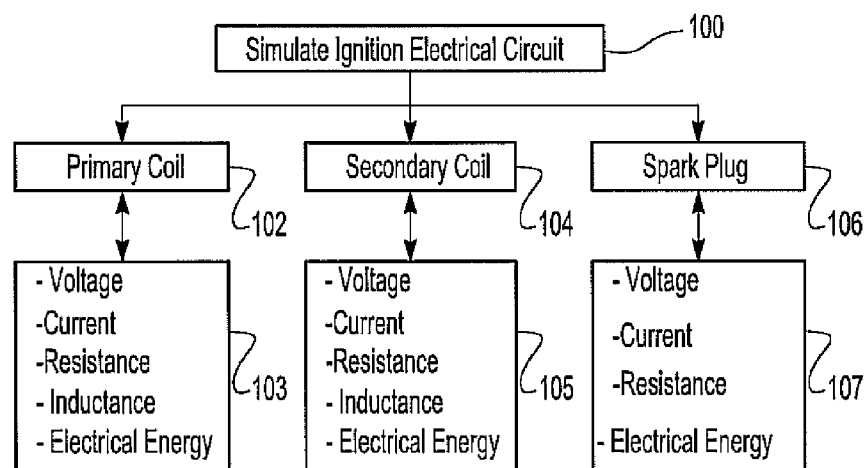 Simulate Ignition Electrical Circuit
100
Primary Coil
102
Secondary Coil
104
Spark Plug
106
- Voltage
-Current
-Resistance
- Inductance
- Electrical Energy
103
- Voltage
-Current
-Resistance
- Inductance
- Electrical Energy
105
- Voltage
-Current
-Resistance
- Electrical Energy
107